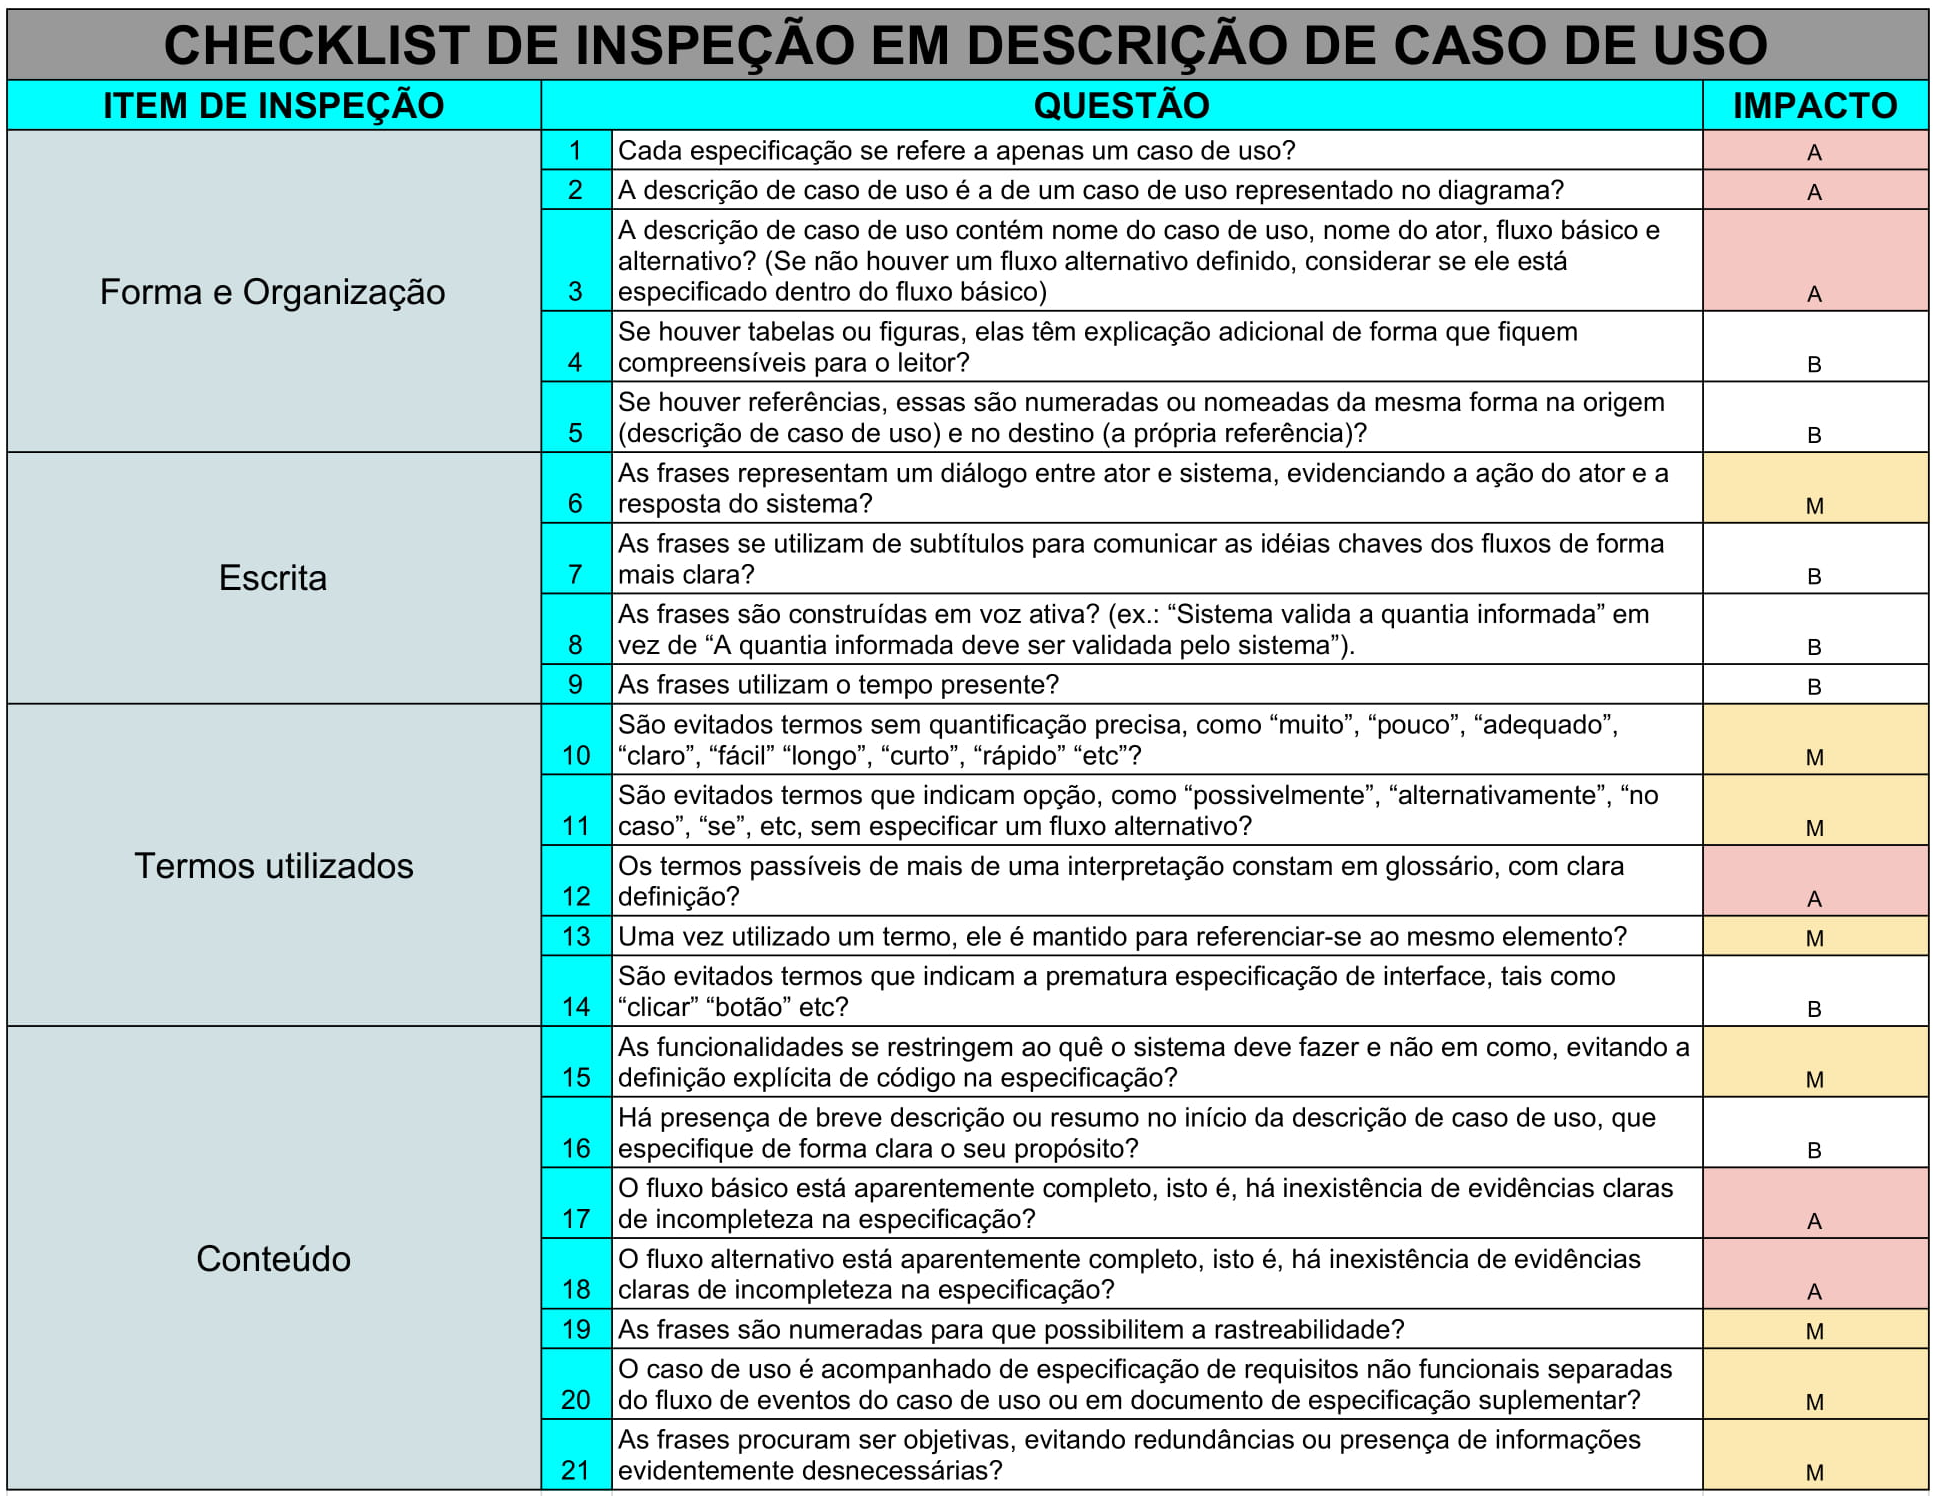 CHECKLIST DE INSPEÇÃO EM DESCRIÇÃO DE CASO DE USO
ITEM DE INSPEÇÃO QUESTÃO IMPACTO
Forma e Organização
1 Cada especificação se refere a apenas um caso de uso? A
2 A descrição de caso de uso é a de um caso de uso representado no diagrama? A
A descrição de caso de uso contém nome do caso de uso, nome do ator, fluxo básico e
alternativo? (Se não houver um fluxo alternativo definido, considerar se ele está
3 especificado dentro do fluxo básico) A
Se houver tabelas ou figuras, elas têm explicação adicional de forma que fiquem
4 compreensíveis para o leitor? B
Se houver referências, essas são numeradas ou nomeadas da mesma forma na origem
5 (descrição de caso de uso) e no destino (a própria referência)? B
Escrita
As frases representam um diálogo entre ator e sistema, evidenciando a ação do ator e a
6 resposta do sistema? M
As frases se utilizam de subtítulos para comunicar as idéias chaves dos fluxos de forma
7 mais clara? B
As frases são construídas em voz ativa? (ex.: “Sistema valida a quantia informada” em
8 vez de “A quantia informada deve ser validada pelo sistema”). B
9 As frases utilizam o tempo presente? B
Termos utilizados
São evitados termos sem quantificação precisa, como “muito”, “pouco”, “adequado”,
10 “claro”, “fácil” “longo”, “curto”, “rápido” “etc”? M
São evitados termos que indicam opção, como “possivelmente”, “alternativamente”, “no
11 caso”, “se”, etc, sem especificar um fluxo alternativo? M
Os termos passíveis de mais de uma interpretação constam em glossário, com clara
12 definição? A
13 Uma vez utilizado um termo, ele é mantido para referenciar-se ao mesmo elemento? M
São evitados termos que indicam a prematura especificação de interface, tais como
14 “clicar” “botão” etc? B
Conteúdo
As funcionalidades se restringem ao quê o sistema deve fazer e não em como, evitando a
15 definição explícita de código na especificação? M
Há presença de breve descrição ou resumo no início da descrição de caso de uso, que
16 especifique de forma clara o seu propósito? B
O fluxo básico está aparentemente completo, isto é, há inexistência de evidências claras
17 de incompleteza na especificação? A
O fluxo alternativo está aparentemente completo, isto é, há inexistência de evidências
18 claras de incompleteza na especificação? A
19 As frases são numeradas para que possibilitem a rastreabilidade? M
O caso de uso é acompanhado de especificação de requisitos não funcionais separadas
20 do fluxo de eventos do caso de uso ou em documento de especificação suplementar? M
As frases procuram ser objetivas, evitando redundâncias ou presença de informações
21 evidentemente desnecessárias? M